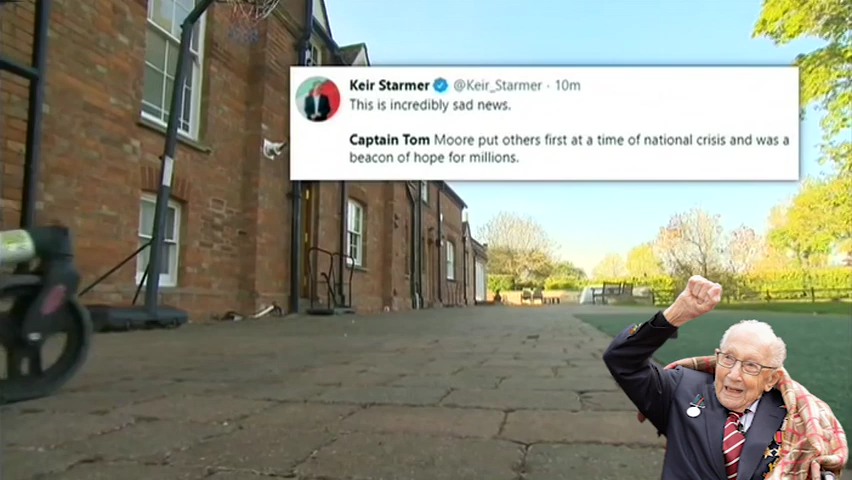 Keir Starmer @Keir_Starmer · 10m
This is incredibly sad news.
Captain Tom Moore put others first at a time of national crisis and was a
beacon of hope for millions.